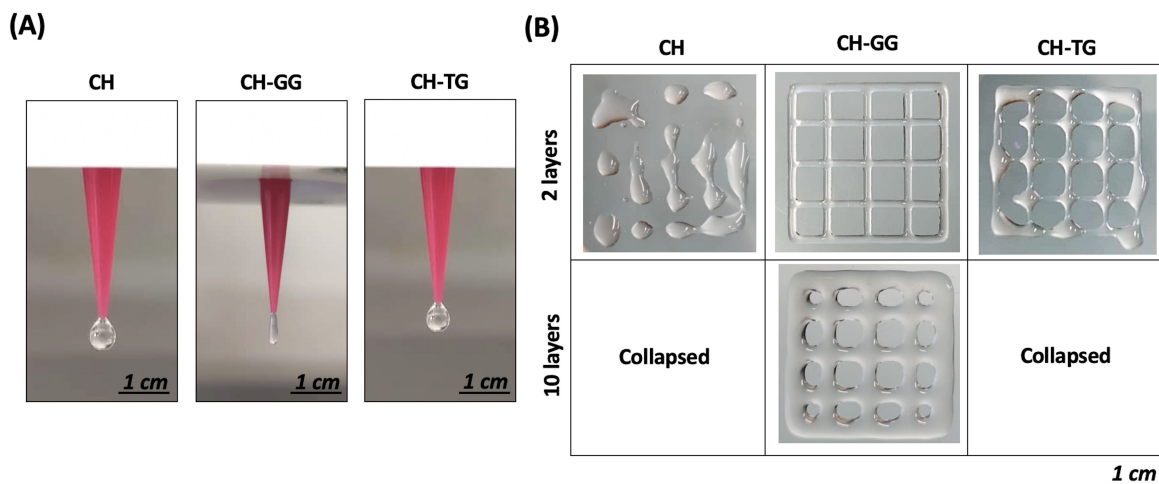 (A)
CH
CH-GG
CH-TG
1 cm
1 cm
1 cm
(B)
CH
CH-GG
CH-TG
2 layers
10 layers
Collapsed
Collapsed
1 cm